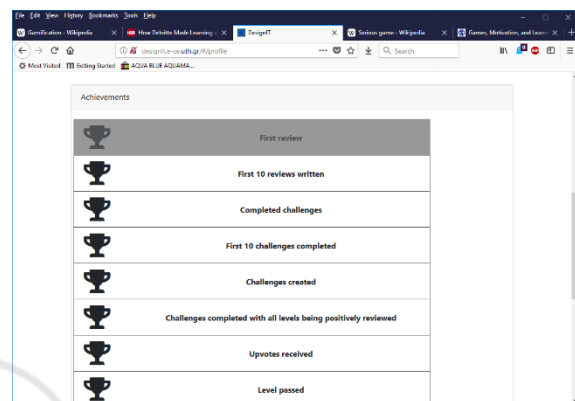 File Edit View History Bookmarks Tools Help
Gamification - Wikipedia × How Deloitte Made Learning × DesignIT × Serious game - Wikipedia × Games, Motivation, and Learn × +
designit.e-ce.uth.gr/#/profile Search
Most Visited Getting Started AQUA BLUE AQUAMA...
Achievements
First review
First 10 reviews written
Completed challenges
First 10 challenges completed
Challenges created
Challenges completed with all levels being positively reviewed
Upvotes received
Level passed